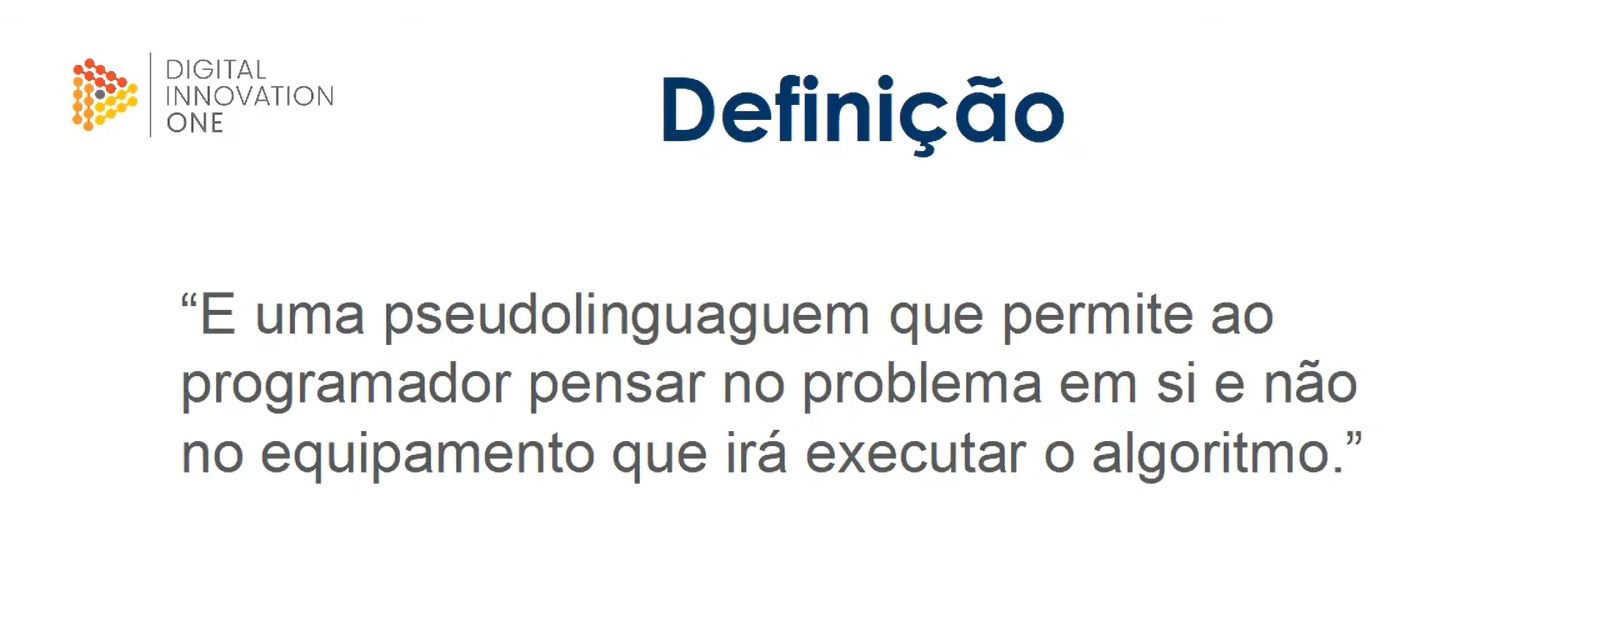 DIGITAL
INNOVATION
ONE
Definição
“E uma pseudolinguaguem que permite ao
programador pensar no problema em si e não
no equipamento que irá executar o algoritmo.”